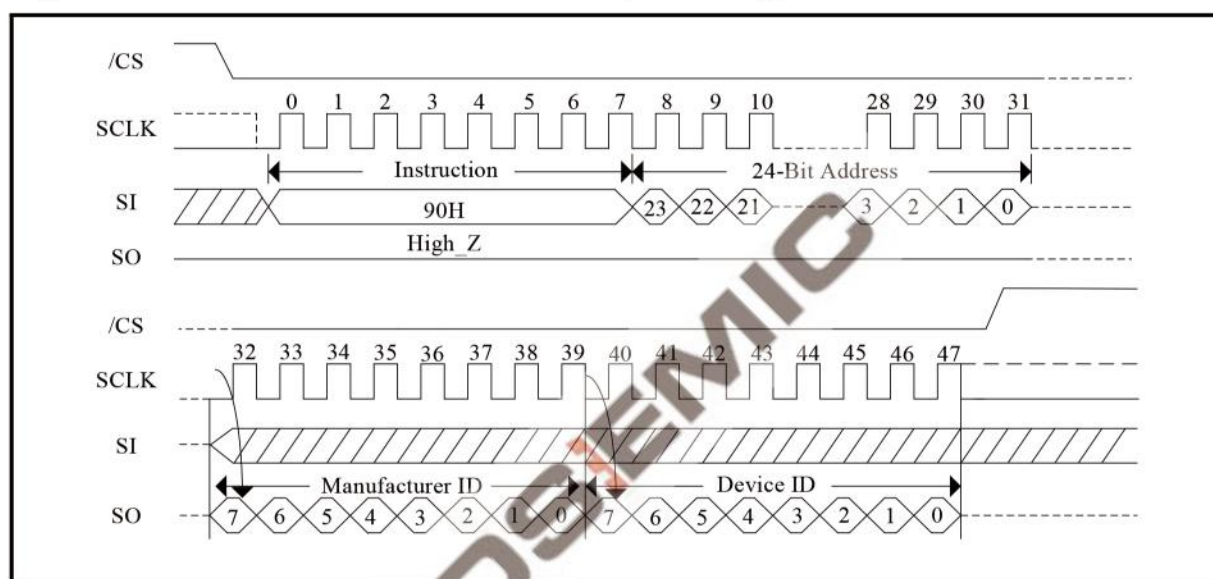 /CS
0 1 2 3 4 5 6 7 8 9 10 28 29 30 31
SCLK
Instruction 24-Bit Address
SI 90H 23 22 21 3 2 1 0
High_Z
SO
/CS
32 33 34 35 36 37 38 39 40 41 42 43 44 45 46 47
SCLK
SI
Manufacturer ID Device ID
SO 7 6 5 4 3 2 1 0 7 6 5 4 3 2 1 0